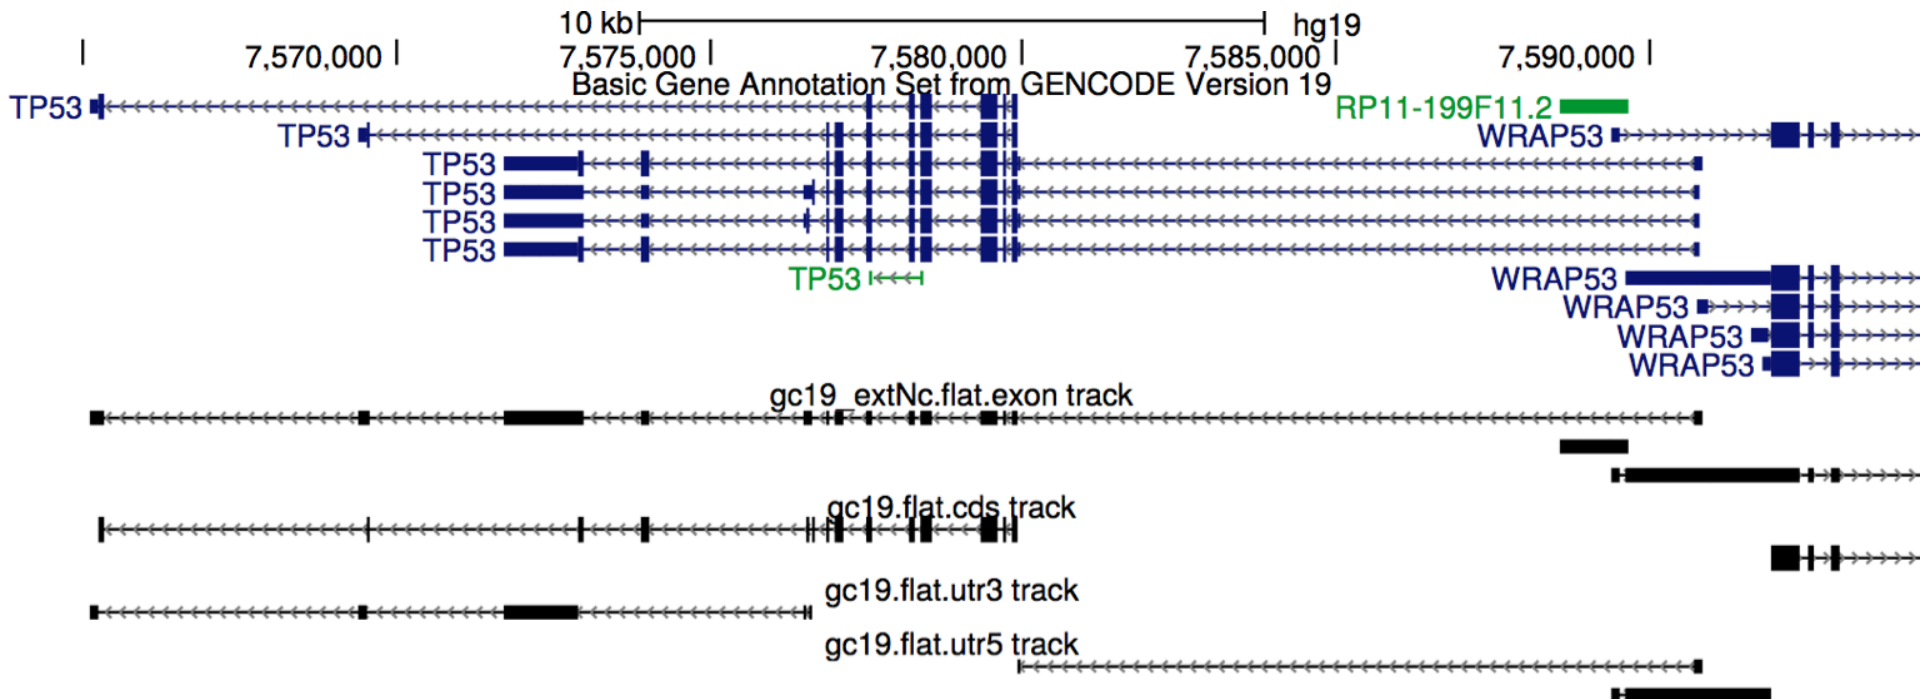 10 kb hg19
7,570,000 7,575,000 7,580,000 7,585,000 7,590,000
Basic Gene Annotation Set from GENCODE Version 19
TP53 RP11-199F11.2
TP53 WRAP53
TP53
TP53
TP53
TP53
TP53 WRAP53
WRAP53
WRAP53
WRAP53
gc19_extNc.flat.exon track
gc19.flat.cds track
gc19.flat.utr3 track
gc19.flat.utr5 track